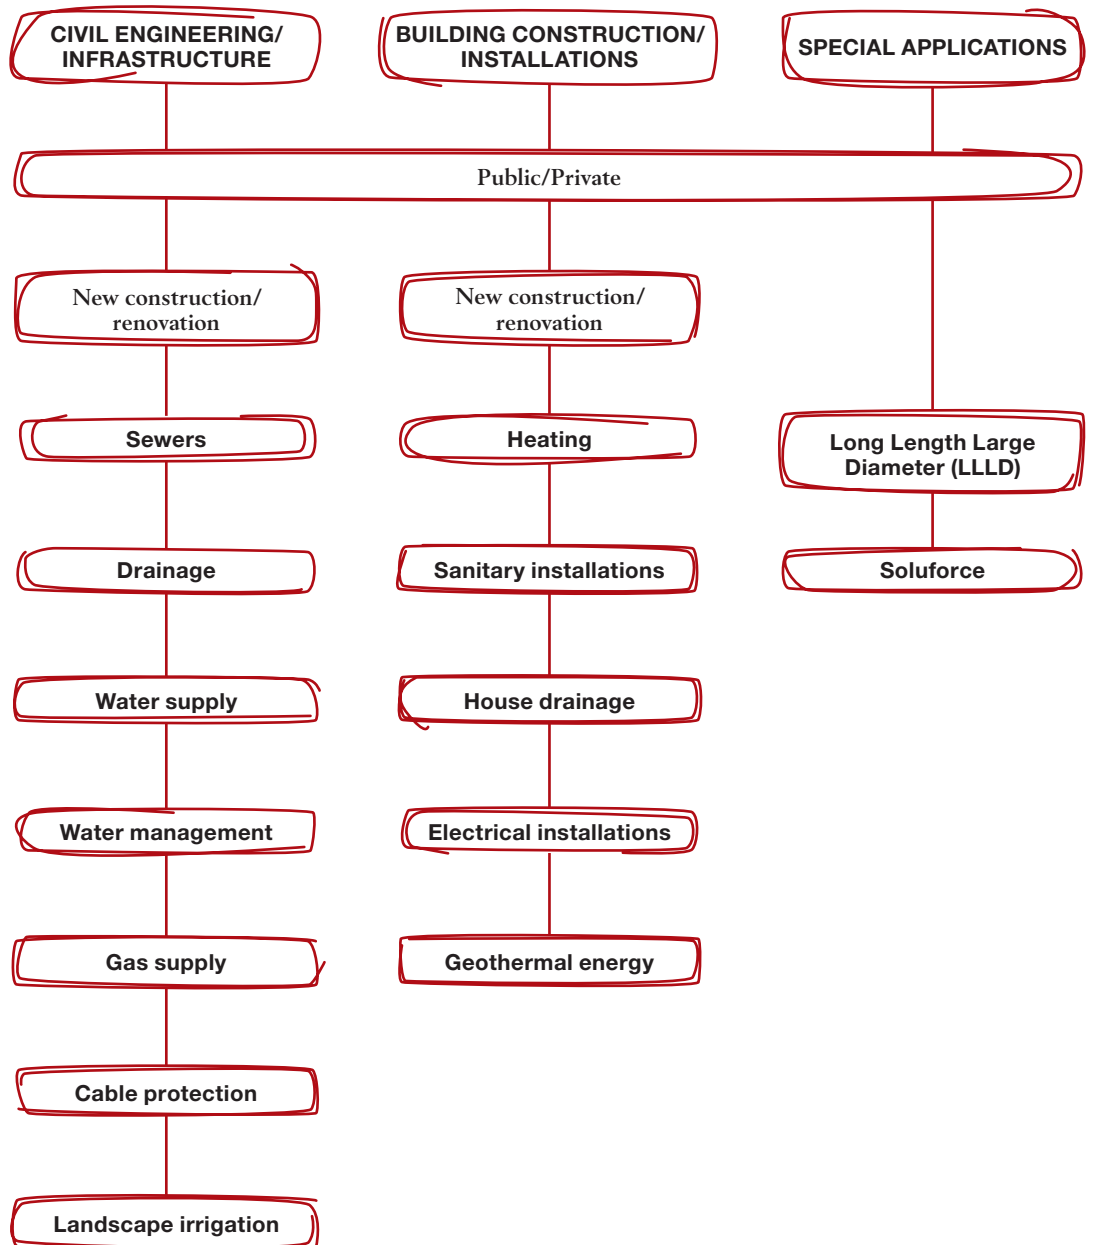 CIVIL ENGINEERING/
INFRASTRUCTURE
BUILDING CONSTRUCTION/
INSTALLATIONS
SPECIAL APPLICATIONS
Public/Private
New construction/
renovation
New construction/
renovation
Sewers
Heating
Long Length Large
Diameter (LLLD)
Drainage
Sanitary installations
Soluforce
Water supply
House drainage
Water management
Electrical installations
Gas supply
Geothermal energy
Cable protection
Landscape irrigation